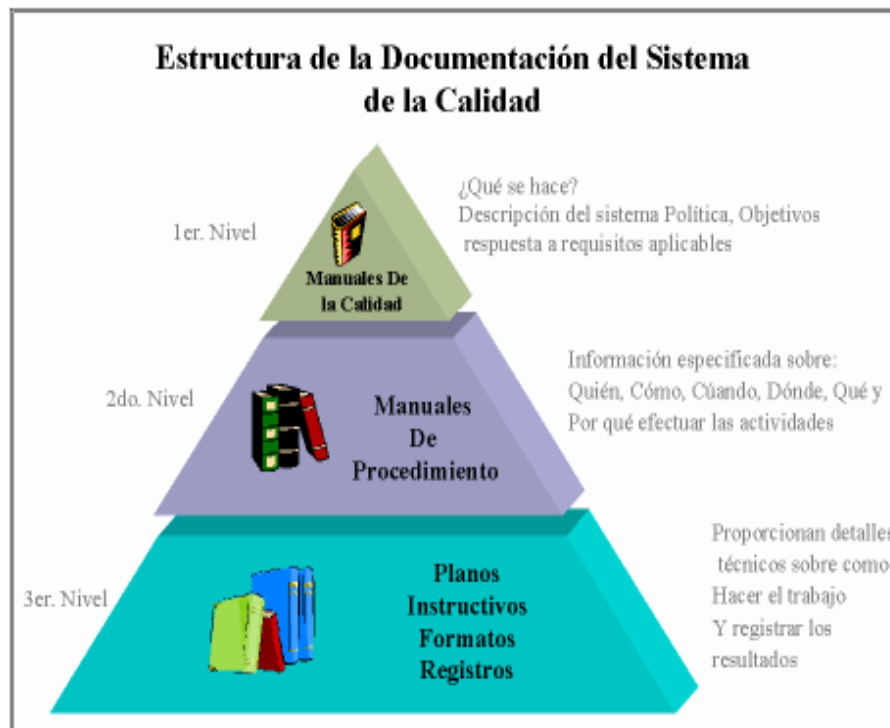 Estructura de la Documentación del Sistema
de la Calidad
1er. Nivel
Manuales De
la Calidad
¿Qué se hace?
Descripción del sistema Política, Objetivos
respuesta a requisitos aplicables
2do. Nivel
Manuales
De
Procedimiento
Información especificada sobre:
Quién, Cómo, Cúando, Dónde, Qué y
Por qué efectuar las actividades
3er. Nivel
Planos
Instructivos
Formatos
Registros
Proporcionan detalles
técnicos sobre como
Hacer el trabajo
Y registrar los
resultados